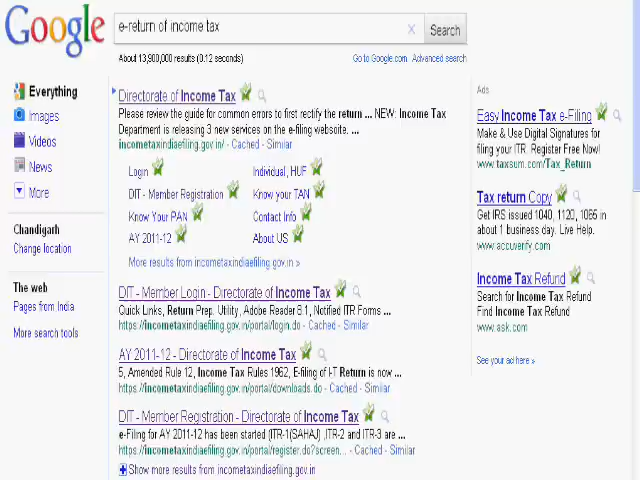 Google
e-return of income tax
Search
About 13,900,000 results (0.12 seconds)
Go to Google.com Advanced search
Everything
Images
Videos
News
More
Chandigarh
Change location
The web
Pages from India
More search tools
Directorate of Income Tax
Please review the guide for common errors to first rectify the return ... NEW: Income Tax
Department is releasing 3 new services on the e-filing website. ...
incometaxindiaefiling.gov.in/ - Cached - Similar
Login
Individual, HUF
DIT - Member Registration
Know your TAN
Know Your PAN
Contact Info
AY 2011-12
About US
More results from incometaxindiaefiling.gov.in »
DIT - Member Login - Directorate of Income Tax
Quick Links, Return Prep. Utility, Adobe Reader 8.1, Notified ITR Forms ...
https://incometaxindiaefiling.gov.in/portal/login.do - Cached - Similar
AY 2011-12 - Directorate of Income Tax
5, Amended Rule 12, Income Tax Rules 1962, E-filing of I-T Return is now ...
https://incometaxindiaefiling.gov.in/portal/downloads.do - Cached - Similar
DIT - Member Registration - Directorate of Income Tax
e-Filing for AY 2011-12 has been started (ITR-1(SAHAJ) ,ITR-2 and ITR-3 are ...
https://incometaxindiaefiling.gov.in/portal/register.do?screen... - Cached - Similar
Show more results from incometaxindiaefiling.gov.in
Ads
Easy Income Tax e-Filing
Make & Use Digital Signatures for
filing your ITR. Register Free Now!
www.taxsum.com/Tax_Return
Tax return Copy
Get IRS issued 1040, 1120, 1065 in
about 1 business day. Live Help.
www.accuverify.com
Income Tax Refund
Search for Income Tax Refund
Find Income Tax Refund
www.ask.com
See your ad here »